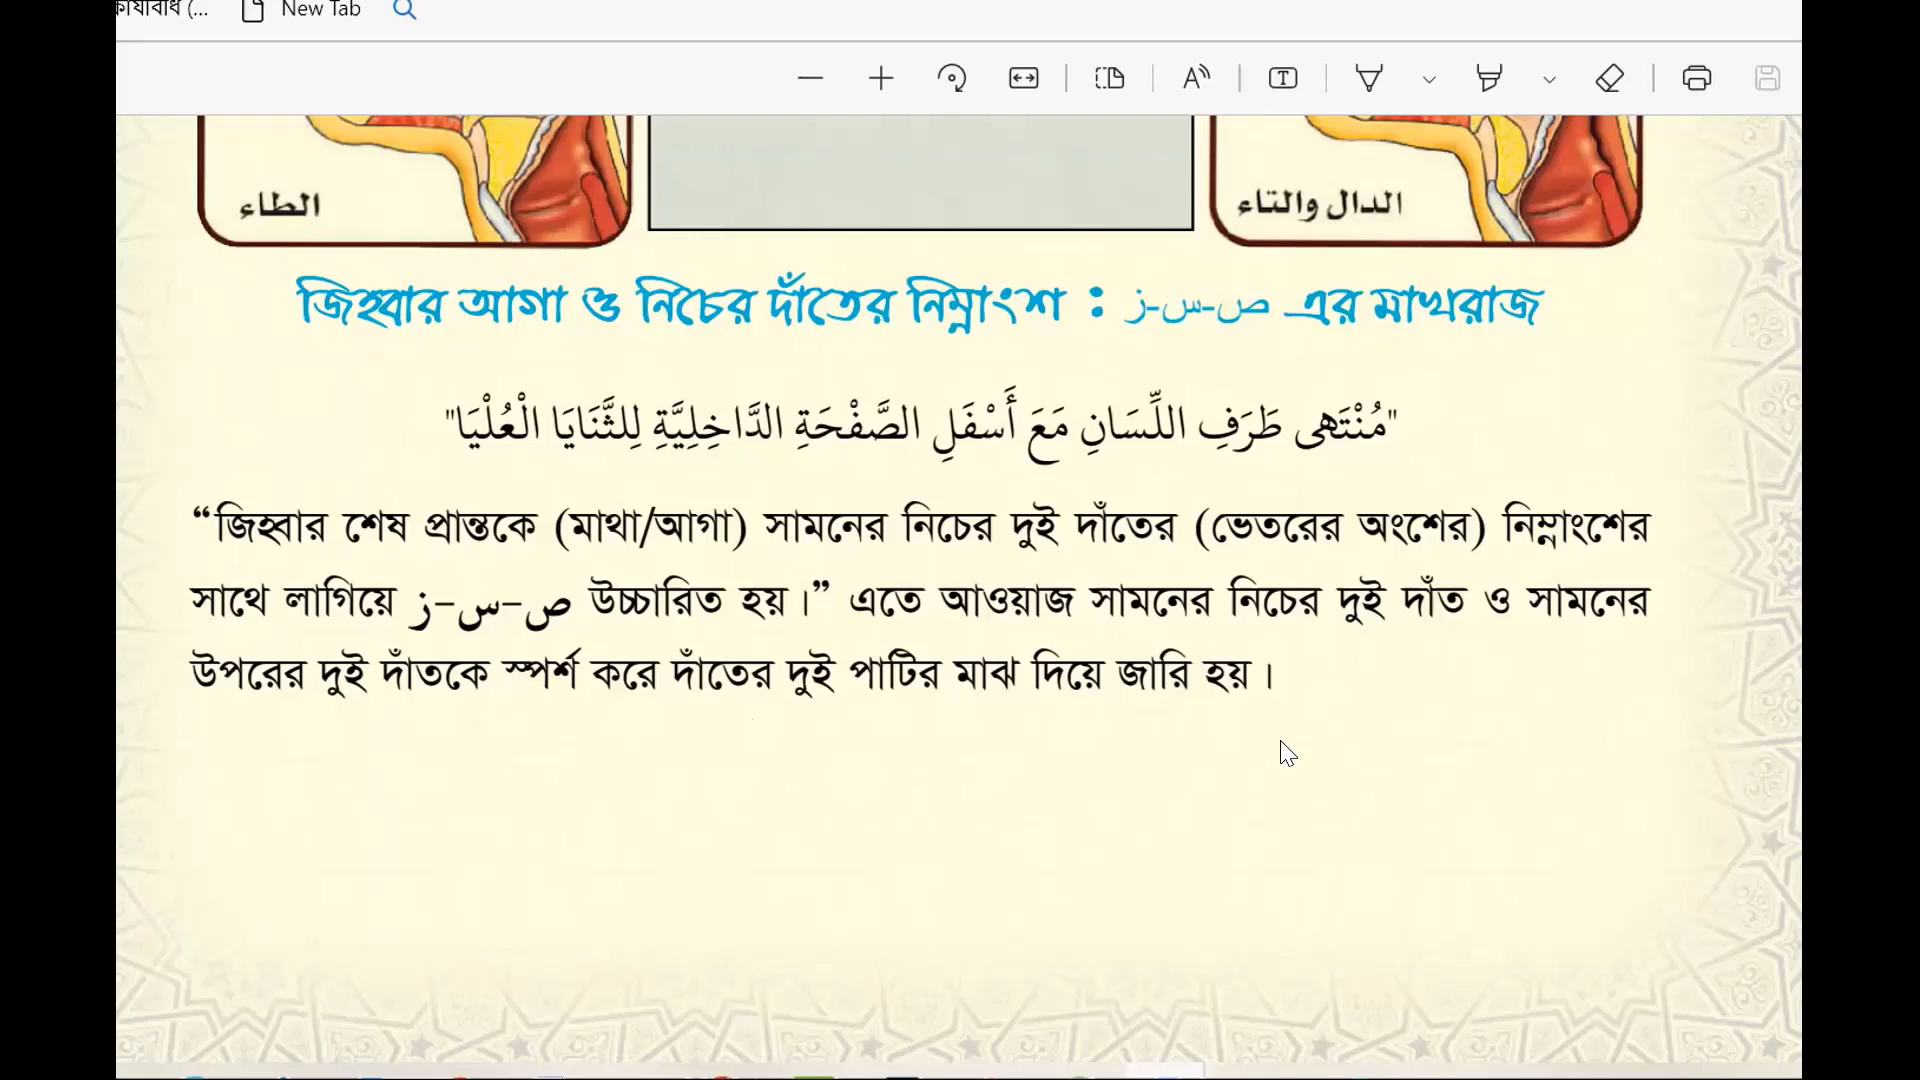 New Tab
الطاء
الدال والتاء
জিহ্বার আগা ও নিচের দাঁতের নিম্নাংশ : ص-س-ز এর মাখরাজ
"مُنْتَهى طَرَفِ اللِّسَانِ مَعَ أَسْفَلِ الصَّفْحَةِ الدَّاخِلِيَّةِ لِلثَّنَايَا الْعُلْيَا"
“জিহ্বার শেষ প্রান্তকে (মাথা/আগা) সামনের নিচের দুই দাঁতের (ভেতরের অংশের) নিম্নাংশের
সাথে লাগিয়ে ص-س-ز উচ্চারিত হয়।” এতে আওয়াজ সামনের নিচের দুই দাঁত ও সামনের
উপরের দুই দাঁতকে স্পর্শ করে দাঁতের দুই পাটির মাঝ দিয়ে জারি হয়।